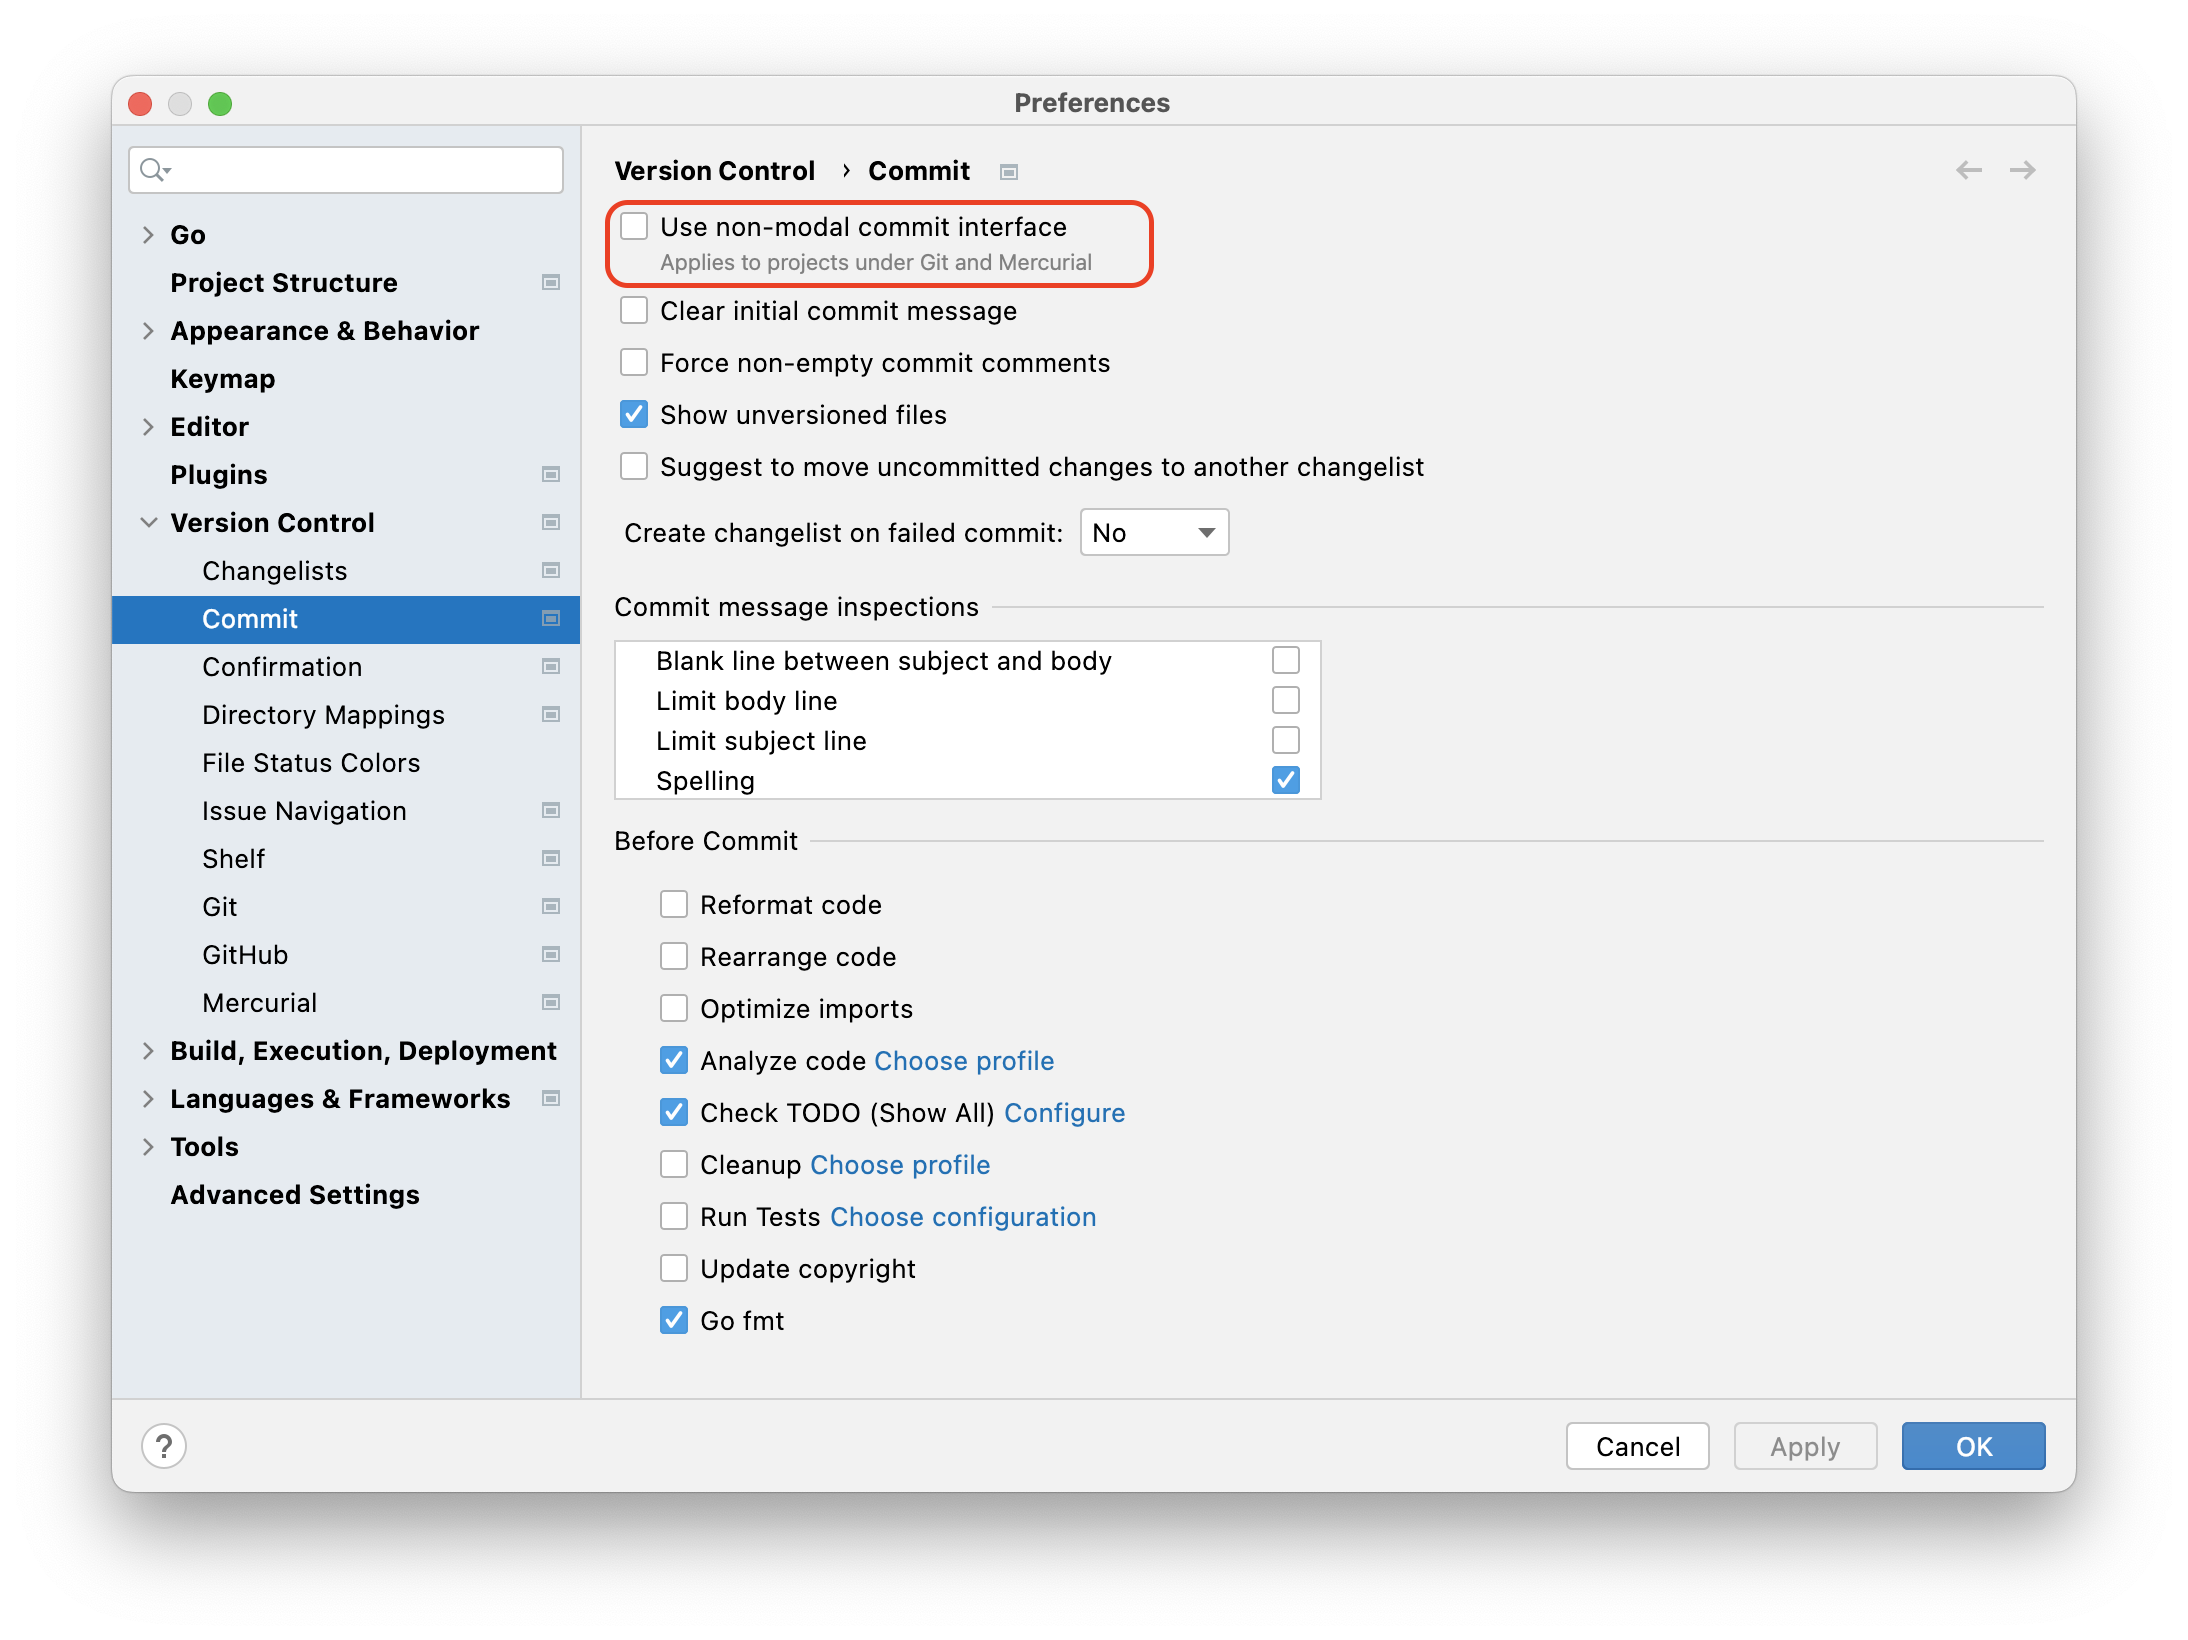 Preferences
Go
Project Structure
Appearance & Behavior
Keymap
Editor
Plugins
Version Control
Changelists
Commit
Confirmation
Directory Mappings
File Status Colors
Issue Navigation
Shelf
Git
GitHub
Mercurial
Build, Execution, Deployment
Languages & Frameworks
Tools
Advanced Settings
Version Control › Commit
Use non-modal commit interface
Applies to projects under Git and Mercurial
Clear initial commit message
Force non-empty commit comments
Show unversioned files
Suggest to move uncommitted changes to another changelist
Create changelist on failed commit: No
Commit message inspections
Blank line between subject and body
Limit body line
Limit subject line
Spelling
Before Commit
Reformat code
Rearrange code
Optimize imports
Analyze code Choose profile
Check TODO (Show All) Configure
Cleanup Choose profile
Run Tests Choose configuration
Update copyright
Go fmt
? Cancel Apply OK